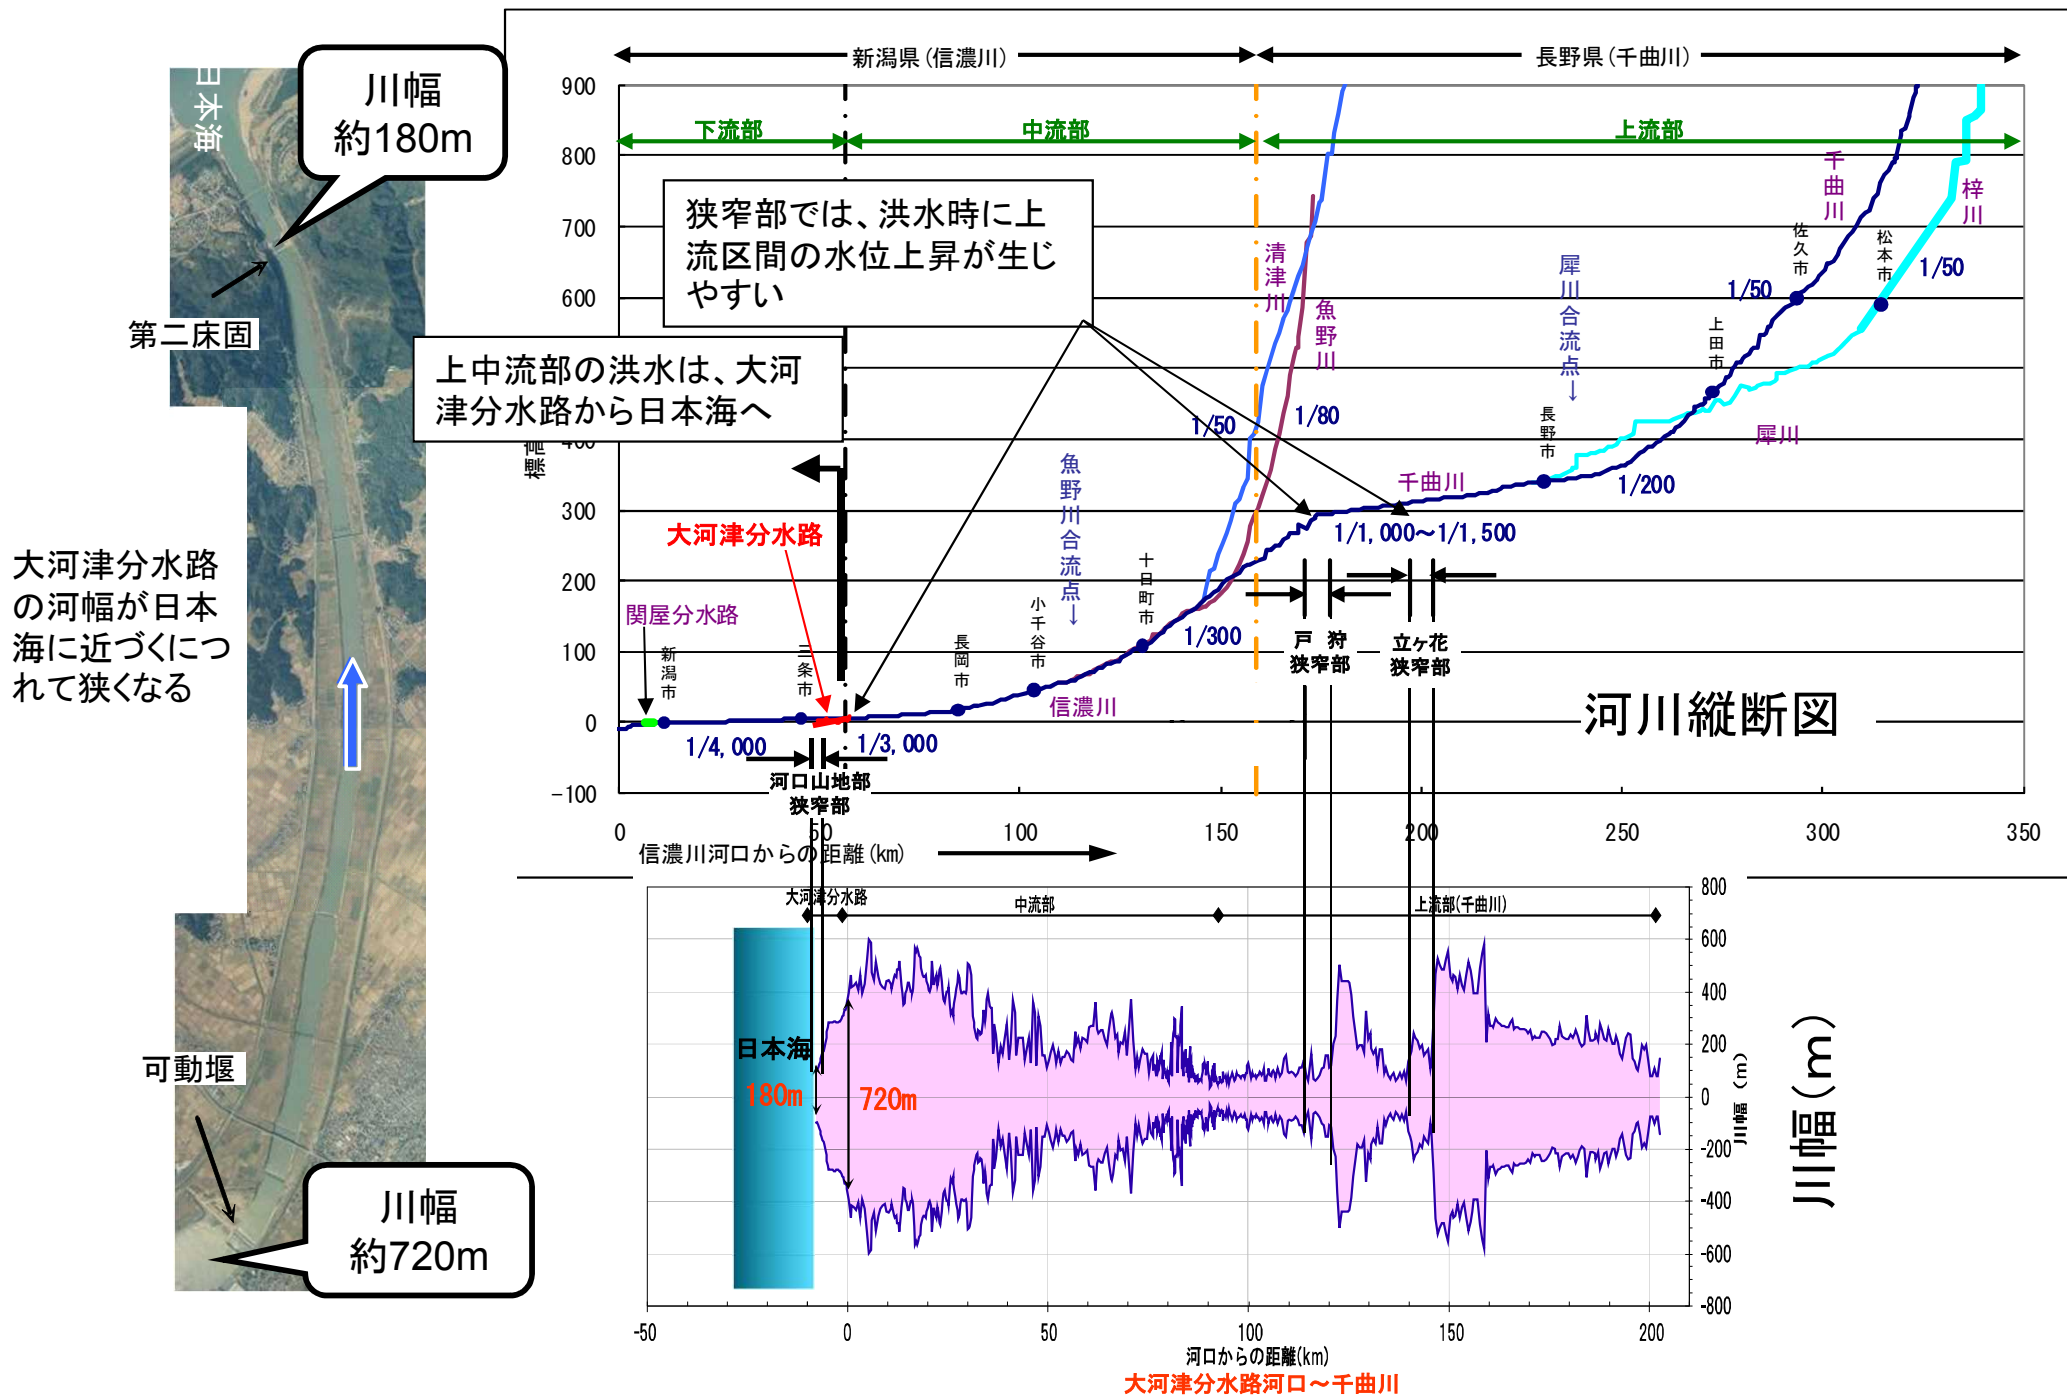 日本海
川幅
約180m
第二床固
大河津分水路
の河幅が日本
海に近づくにつ
れて狭くなる
可動堰
川幅
約720m
新潟県(信濃川)
長野県(千曲川)
下流部
中流部
上流部
900
800
700
600
400
300
200
100
0
-100
標高
狭窄部では、洪水時に上
流区間の水位上昇が生じ
やすい
上中流部の洪水は、大河
津分水路から日本海へ
大河津分水路
関屋分水路
新潟市
三条市
長岡市
小千谷市
魚野川合流点→
十日町市
信濃川
清津川
魚野川
千曲川
長野市
犀川合流点→
上田市
佐久市
松本市
千曲川
梓川
犀川
1/4,000
1/3,000
1/300
1/50
1/80
1/1,000～1/1,500
1/200
1/50
1/50
河口山地部
狭窄部
戸狩
狭窄部
立ヶ花
狭窄部
河川縦断図
0
50
100
150
200
250
300
350
信濃川河口からの距離(km)
大河津分水路
中流部
上流部(千曲川)
日本海
180m
720m
800
600
400
200
0
-200
-400
-600
-800
川幅(m)
川幅(m)
-50
0
50
100
150
200
河口からの距離(km)
大河津分水路河口～千曲川